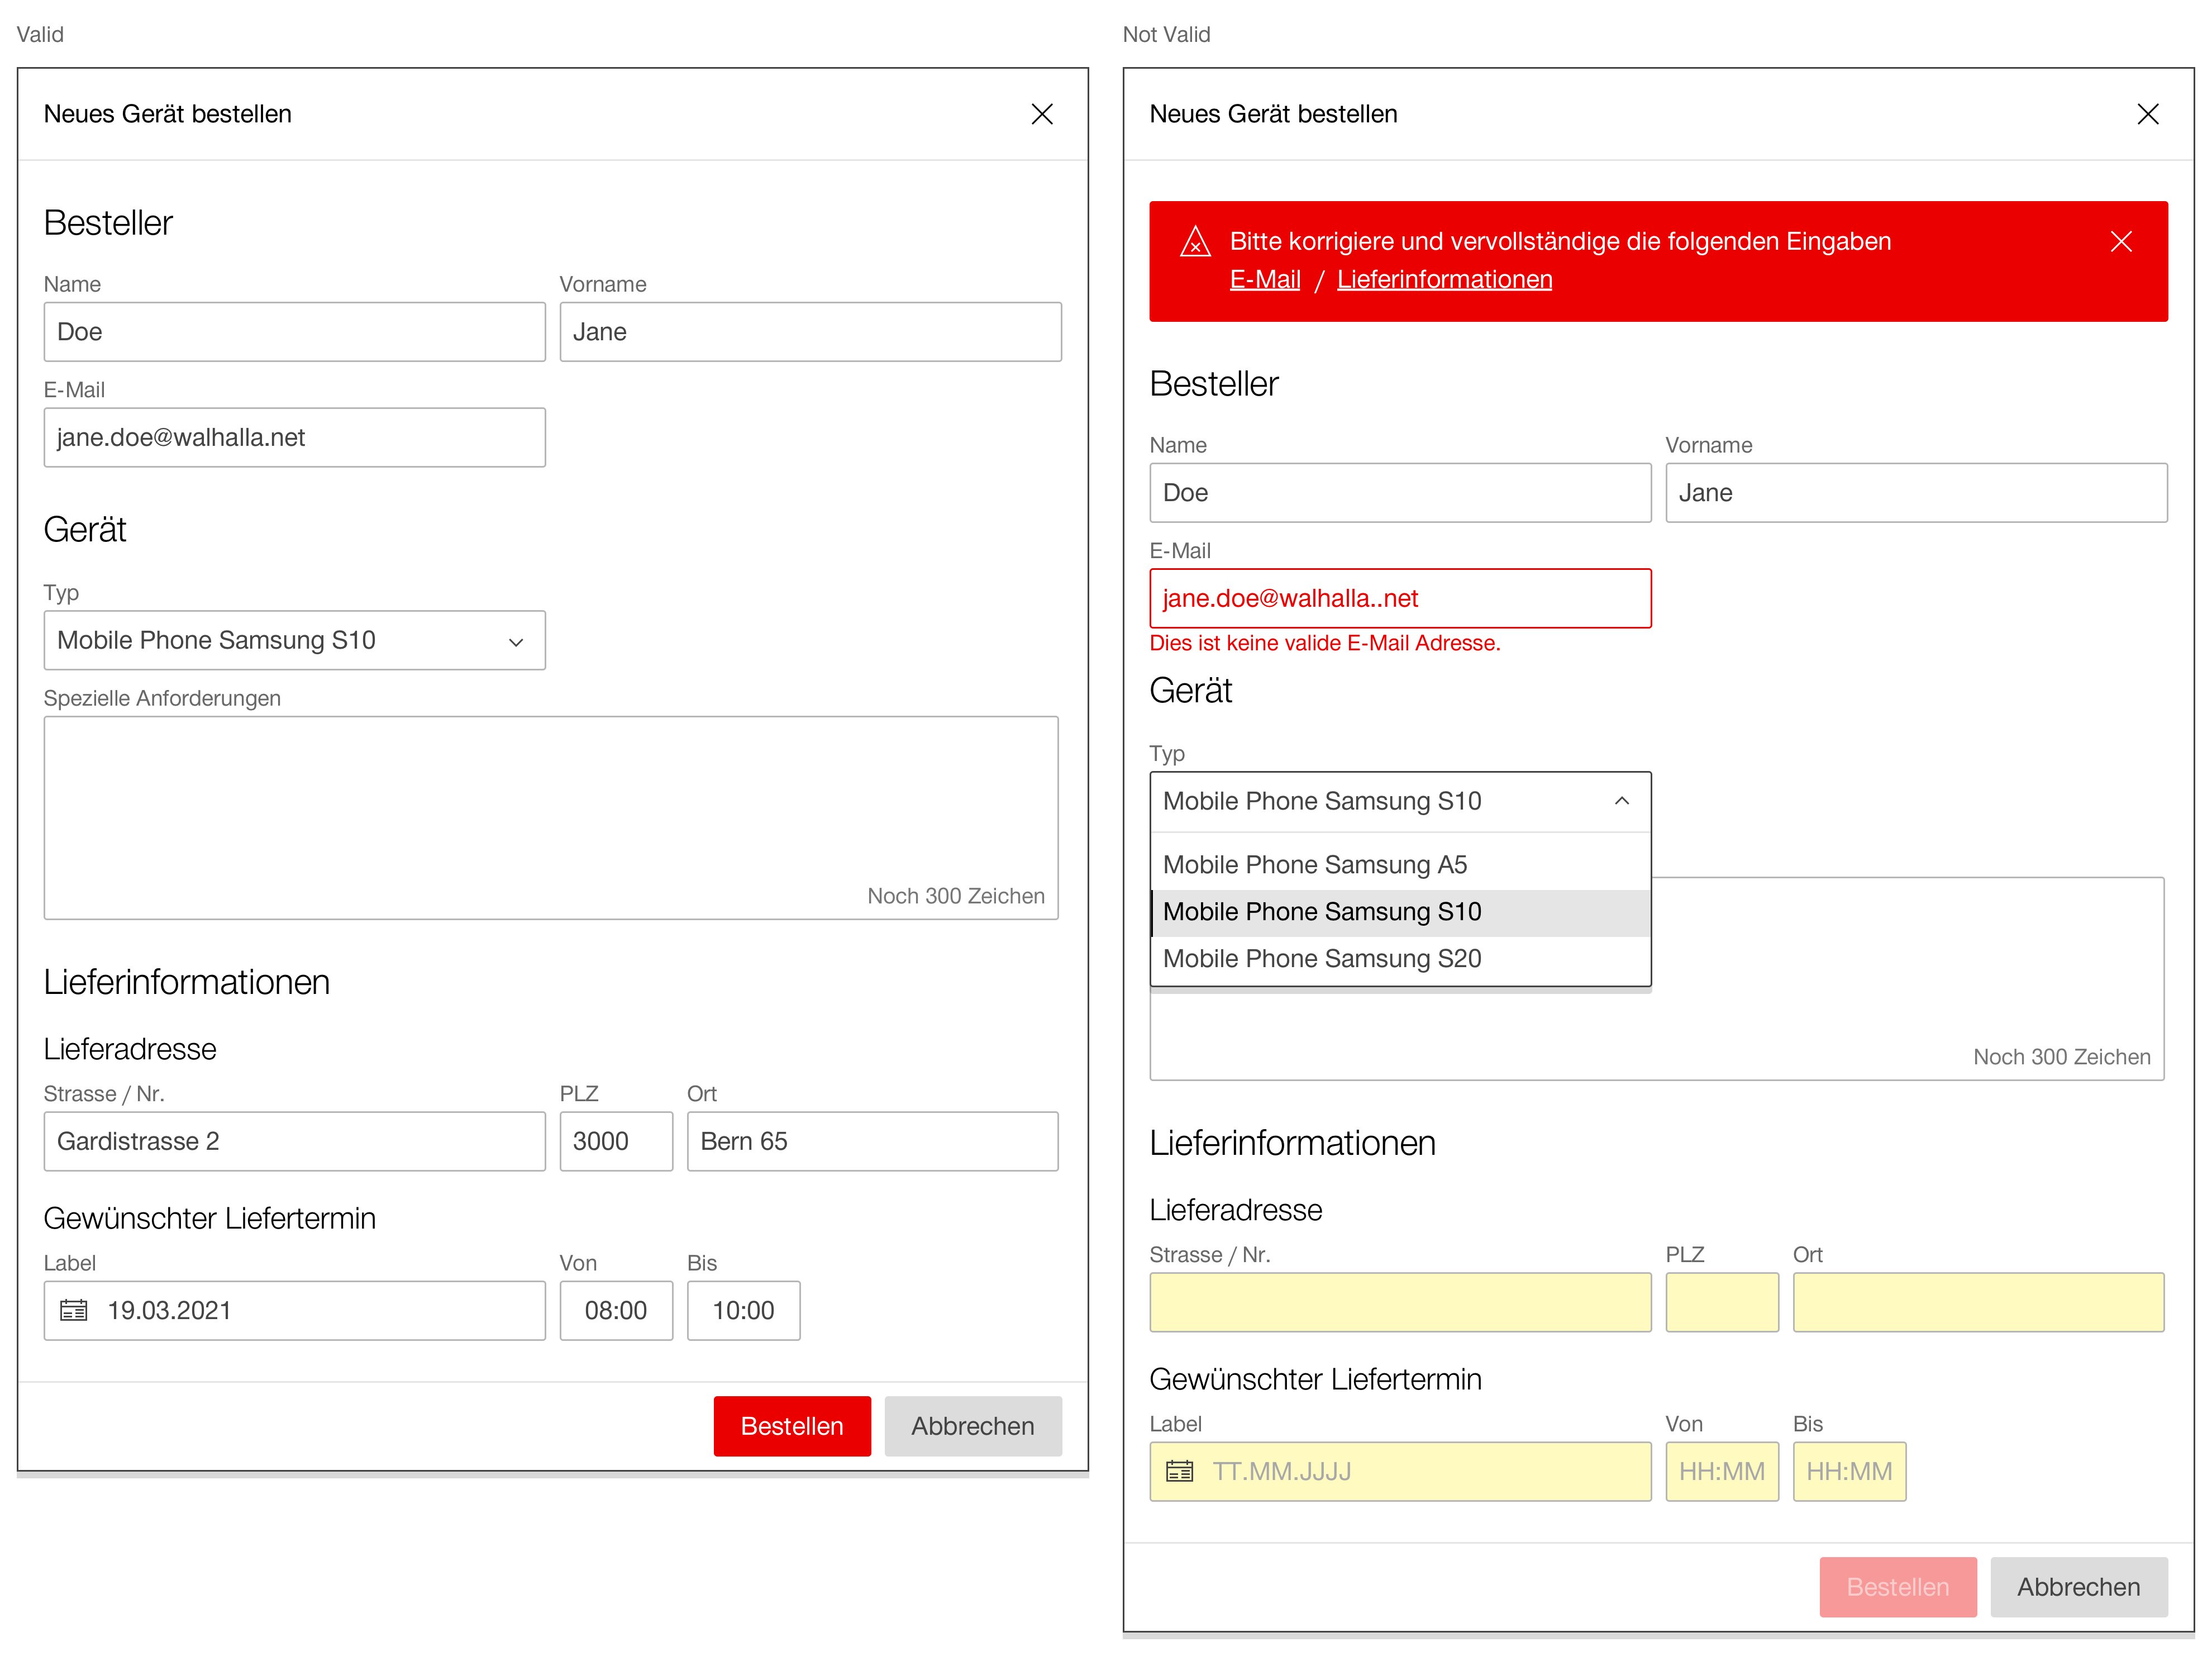 Valid
Neues Gerät bestellen
Besteller
Name Vorname
Doe Jane
E-Mail
jane.doe@walhalla.net
Gerät
Typ
Mobile Phone Samsung S10
Spezielle Anforderungen
Noch 300 Zeichen
Lieferinformationen
Lieferadresse
Strasse / Nr. PLZ Ort
Gardistrasse 2 3000 Bern 65
Gewünschter Liefertermin
Label Von Bis
19.03.2021 08:00 10:00
Bestellen Abbrechen
Not Valid
Neues Gerät bestellen
Bitte korrigiere und vervollständige die folgenden Eingaben
E-Mail / Lieferinformationen
Besteller
Name Vorname
Doe Jane
E-Mail
jane.doe@walhalla..net
Dies ist keine valide E-Mail Adresse.
Gerät
Typ
Mobile Phone Samsung S10
Mobile Phone Samsung A5
Mobile Phone Samsung S10
Mobile Phone Samsung S20
Noch 300 Zeichen
Lieferinformationen
Lieferadresse
Strasse / Nr. PLZ Ort
Gewünschter Liefertermin
Label Von Bis
TT.MM.JJJJ HH:MM HH:MM
Bestellen Abbrechen